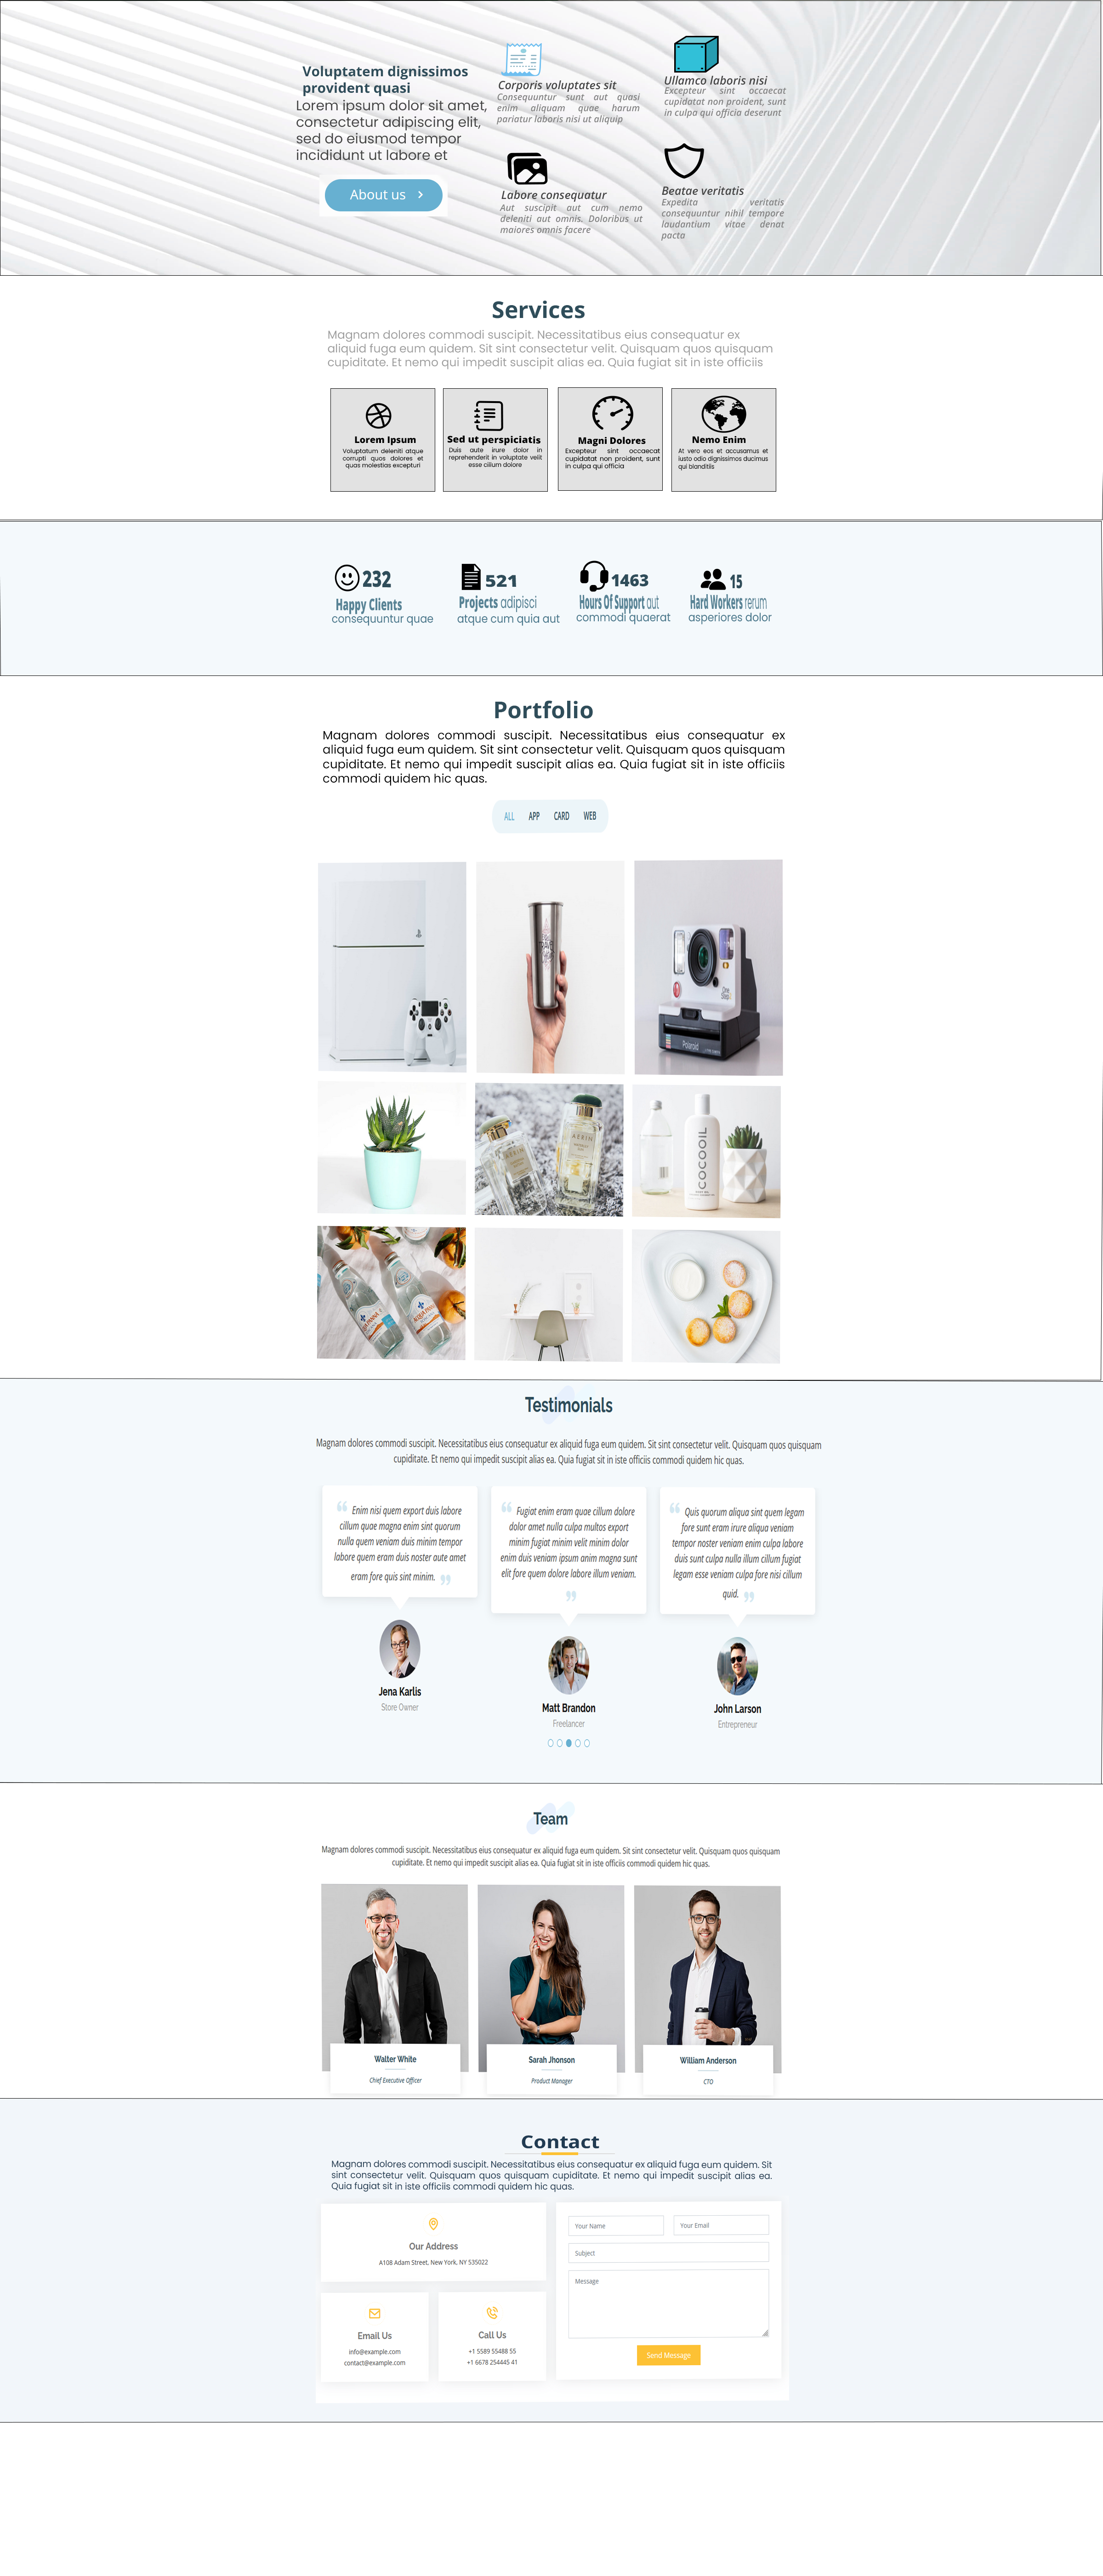 Voluptatem dignissimos
provident quasi
Lorem ipsum dolor sit amet,
consectetur adipiscing elit,
sed do eiusmod tempor
incididunt ut labore et
About us
Corporis voluptates sit
Consequuntur sunt aut quasi
enim aliquam quae harum
pariatur laboris nisi ut aliquip
Ullamco laboris nisi
Excepteur sint occaecat
cupidatat non proident, sunt
in culpa qui officia deserunt
Labore consequatur
Aut suscipit aut cum nemo
deleniti aut omnis. Doloribus ut
maiores omnis facere
Beatae veritatis
Expedita veritatis
consequuntur nihil tempore
laudantium vitae denat
pacta
Services
Magnam dolores commodi suscipit. Necessitatibus eius consequatur ex
aliquid fuga eum quidem. Sit sint consectetur velit. Quisquam quos quisquam
cupiditate. Et nemo qui impedit suscipit alias ea. Quia fugiat sit in iste officiis
Lorem Ipsum
Voluptatum deleniti atque
corrupti quos dolores et
quas molestias excepturi
Sed ut perspiciatis
Duis aute irure dolor in
reprehenderit in voluptate velit
esse cillum dolore
Magni Dolores
Excepteur sint occaecat
cupidatat non proident, sunt
in culpa qui officia
Nemo Enim
At vero eos et accusamus et
iusto odio dignissimos ducimus
qui blanditiis
232
Happy Clients
consequuntur quae
521
Projects adipisci
atque cum quia aut
1463
Hours Of Support aut
commodi quaerat
15
Hard Workers rerum
asperiores dolor
Portfolio
Magnam dolores commodi suscipit. Necessitatibus eius consequatur ex
aliquid fuga eum quidem. Sit sint consectetur velit. Quisquam quos quisquam
cupiditate. Et nemo qui impedit suscipit alias ea. Quia fugiat sit in iste officiis
commodi quidem hic quas.
ALL APP CARD WEB
One
Step
Polaroid
AERIN
AERIN
COCOOIL
ACQUA PANNA
Testimonials
Magnam dolores commodi suscipit. Necessitatibus eius consequatur ex aliquid fuga eum quidem. Sit sint consectetur velit. Quisquam quos quisquam
cupiditate. Et nemo qui impedit suscipit alias ea. Quia fugiat sit in iste officiis commodi quidem hic quas.
“ Enim nisi quem export duis labore
cillum quae magna enim sint quorum
nulla quem veniam duis minim tempor
labore quem eram duis noster aute amet
eram fore quis sint minim. ”
Jena Karlis
Store Owner
“ Fugiat enim eram quae cillum dolore
dolor amet nulla culpa multos export
minim fugiat minim velit minim dolor
enim duis veniam ipsum anim magna sunt
elit fore quem dolore labore illum veniam.
”
Matt Brandon
Freelancer
“ Quis quorum aliqua sint quem legam
fore sunt eram irure aliqua veniam
tempor noster veniam enim culpa labore
duis sunt culpa nulla illum cillum fugiat
legam esse veniam culpa fore nisi cillum
quid. ”
John Larson
Entrepreneur
Team
Magnam dolores commodi suscipit. Necessitatibus eius consequatur ex aliquid fuga eum quidem. Sit sint consectetur velit. Quisquam quos quisquam
cupiditate. Et nemo qui impedit suscipit alias ea. Quia fugiat sit in iste officiis commodi quidem hic quas.
Walter White
Chief Executive Officer
Sarah Jhonson
Product Manager
William Anderson
CTO
Contact
Magnam dolores commodi suscipit. Necessitatibus eius consequatur ex aliquid fuga eum quidem. Sit
sint consectetur velit. Quisquam quos quisquam cupiditate. Et nemo qui impedit suscipit alias ea.
Quia fugiat sit in iste officiis commodi quidem hic quas.
Our Address
A108 Adam Street, New York, NY 535022
Email Us
info@example.com
contact@example.com
Call Us
+1 5589 55488 55
+1 6678 254445 41
Your Name
Your Email
Subject
Message
Send Message